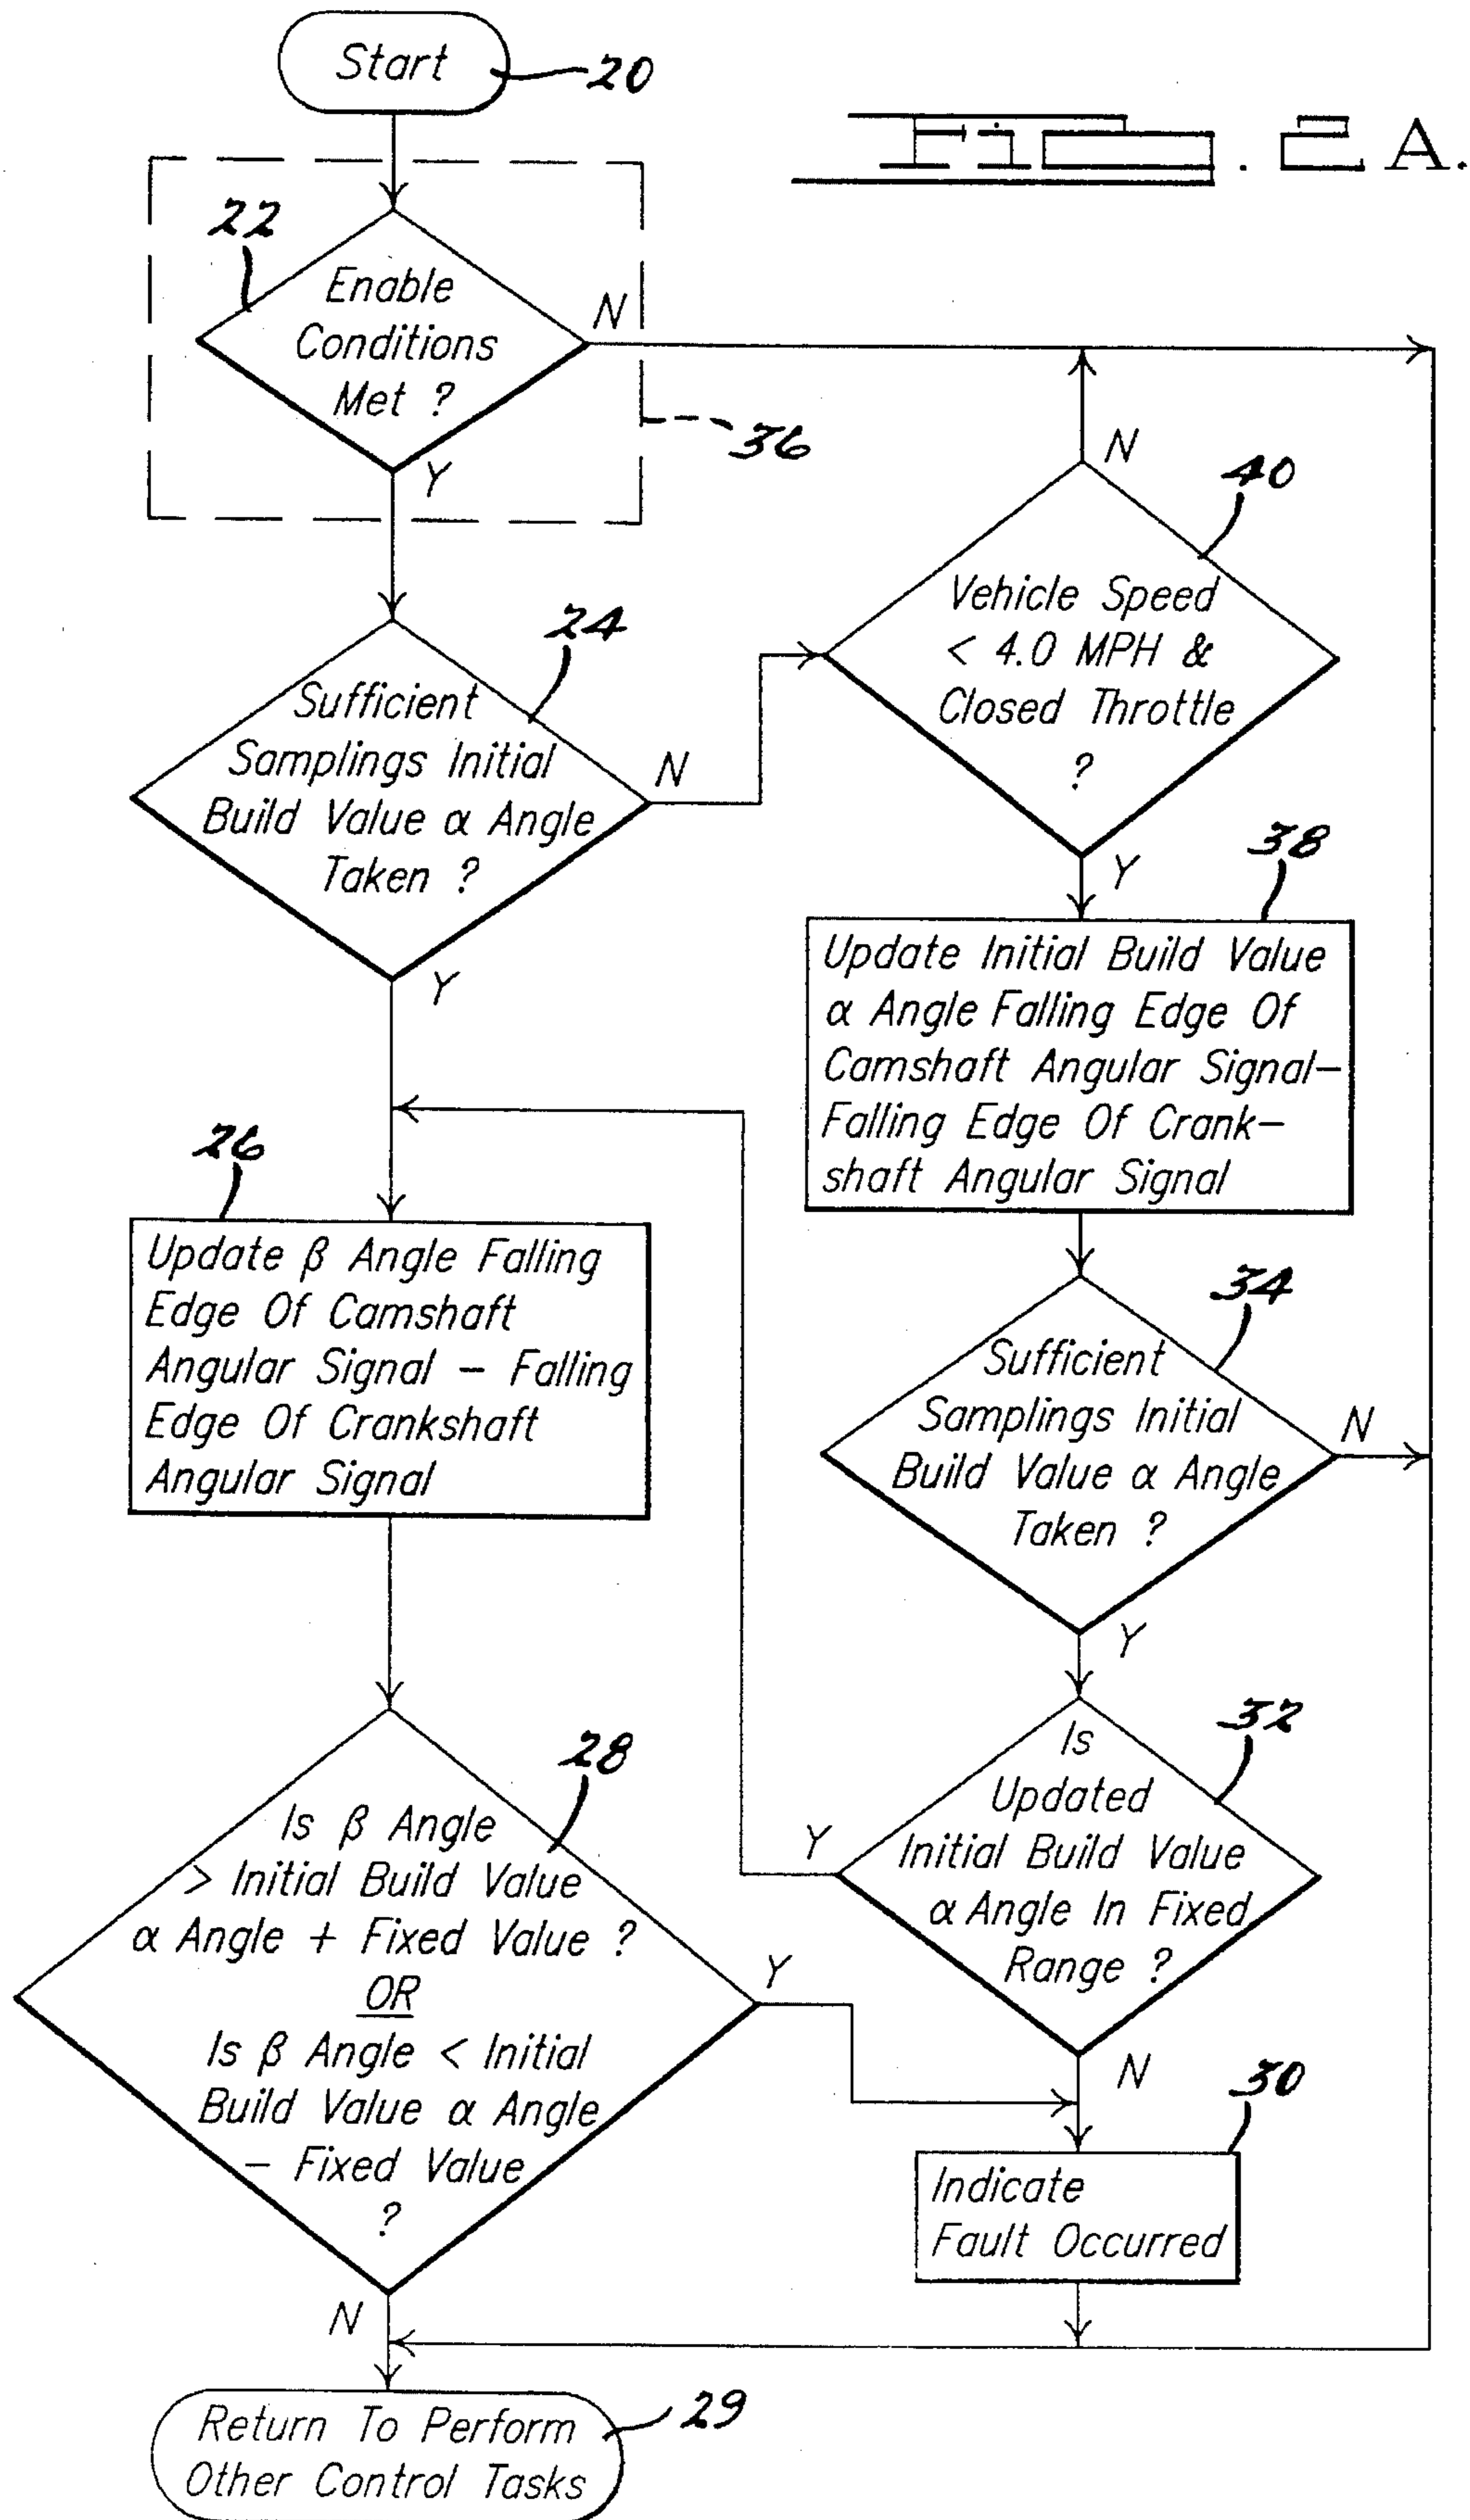 Start
20
FIG. 2A.
22
Enable
Conditions
Met ?
N
Y
36
24
Sufficient
Samplings Initial
Build Value α Angle
Taken ?
N
Y
40
N
Vehicle Speed
< 4.0 MPH &
Closed Throttle
?
Y
38
Update Initial Build Value
α Angle Falling Edge Of
Camshaft Angular Signal–
Falling Edge Of Crank–
shaft Angular Signal
26
Update β Angle Falling
Edge Of Camshaft
Angular Signal – Falling
Edge Of Crankshaft
Angular Signal
34
Sufficient
Samplings Initial
Build Value α Angle
Taken ?
N
Y
32
Is
Updated
Initial Build Value
α Angle In Fixed
Range ?
Y
N
28
Is β Angle
> Initial Build Value
α Angle + Fixed Value ?
OR
Is β Angle < Initial
Build Value α Angle
– Fixed Value
?
Y
N
30
Indicate
Fault Occurred
29
Return To Perform
Other Control Tasks